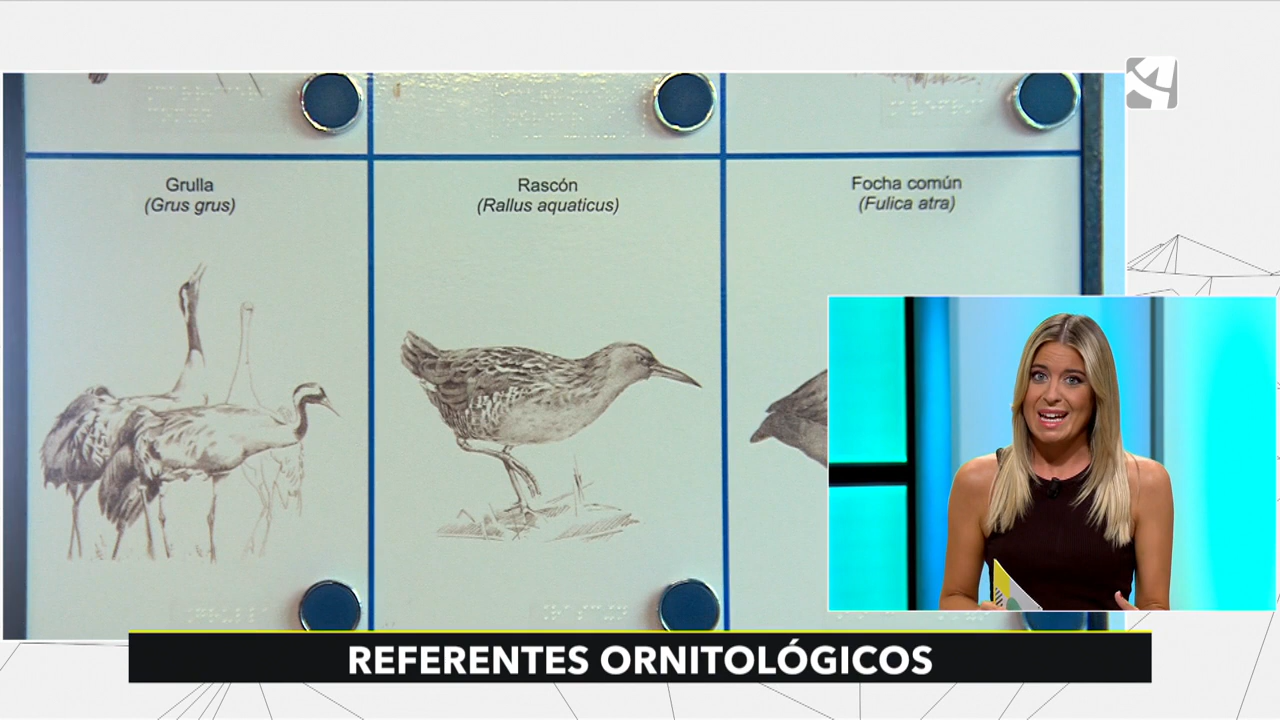 Grulla
(Grus grus)
Rascón
(Rallus aquaticus)
Focha común
(Fulica atra)
REFERENTES ORNITOLÓGICOS